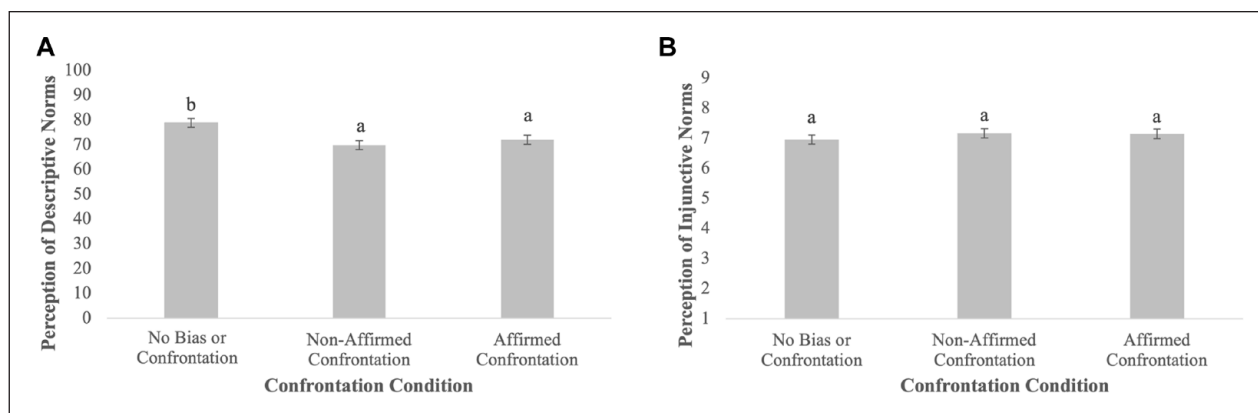 A
Perception of Descriptive Norms
100
90
80
70
60
50
40
30
20
10
0
b
a
a
No Bias or
Confrontation
Non-Affirmed
Confrontation
Affirmed
Confrontation
Confrontation Condition
B
Perception of Injunctive Norms
9
8
7
6
5
4
3
2
1
a
a
a
No Bias or
Confrontation
Non-Affirmed
Confrontation
Affirmed
Confrontation
Confrontation Condition